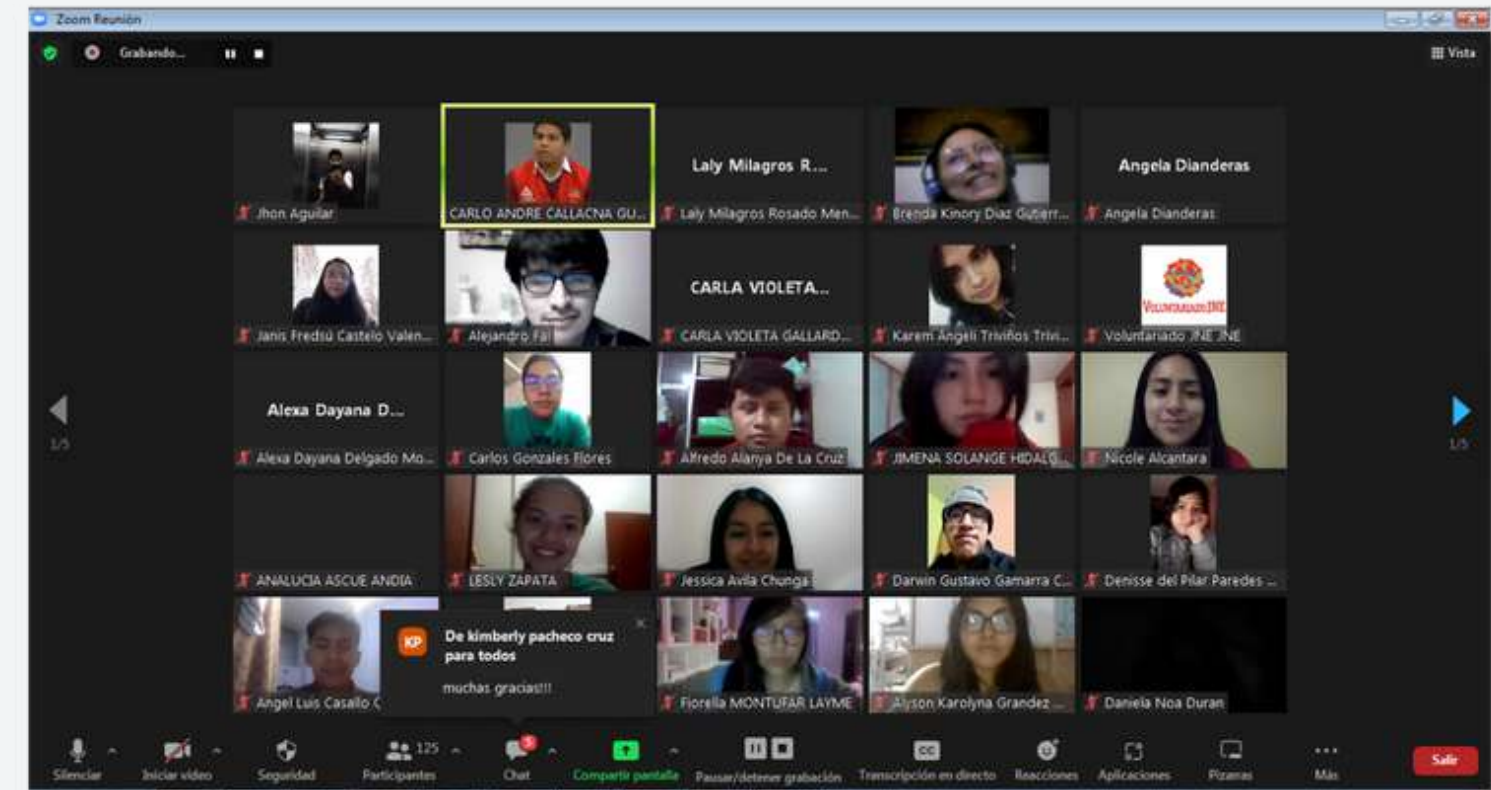 Zoom Reunión
Grabando...
Vista
Jhon Aguilar
CARLO ANDRE CALLACNA GU...
Laly Milagros R...
Laly Milagros Rosado Men...
Brenda Kinory Diaz Gutierr...
Angela Dianderas
Angela Dianderas
Janis Fredsú Castelo Valen...
Alejandro Fal
CARLA VIOLETA...
CARLA VIOLETA GALLARD...
Karem Angeli Triviños Trivi...
VOLUNTARIADO JNE
Voluntariado JNE JNE
Alexa Dayana D...
Alexa Dayana Delgado Mo...
Carlos Gonzales Flores
Alfredo Alanya De La Cruz
JIMENA SOLANGE HIDALG...
Nicole Alcantara
1/5
1/5
ANALUCIA ASCUE ANDIA
LESLY ZAPATA
Jessica Avila Chunga
Darwin Gustavo Gamarra C...
Denisse del Pilar Paredes ...
Angel Luis Casallo C
KP
De kimberly pacheco cruz
para todos
muchas gracias!!!
Fiorella MONTUFAR LAYME
Alyson Karolyna Grandez ...
Daniela Noa Duran
Silenciar
Iniciar video
Seguridad
125
Participantes
Chat
Compartir pantalla
Pausar/detener grabación
CC
Transcripción en directo
Reacciones
Aplicaciones
Pizarras
Más
Salir